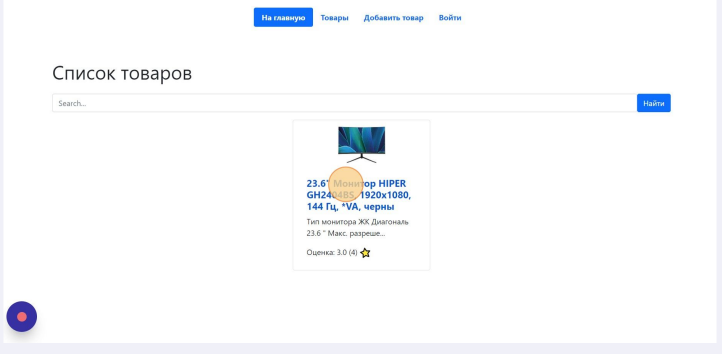 На главную Товары Добавить товар Войти
Список товаров
Search...
Найти
23.6" Монитор HIPER
GH2404BS, 1920x1080,
144 Гц, *VA, черны
Тип монитора ЖК Диагональ
23.6 " Макс. разреше...
Оценка: 3.0 (4)